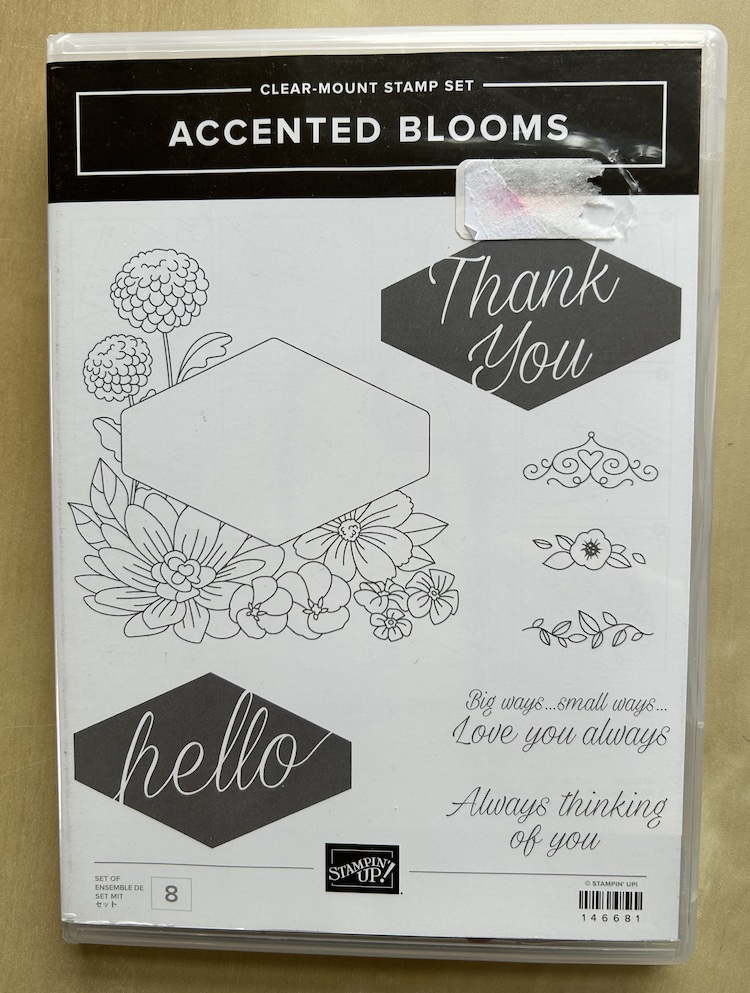 CLEAR-MOUNT STAMP SET
ACCENTED BLOOMS
Thank
You
hello
Big ways...small ways...
Love you always
Always thinking
of you
SET OF
ENSEMBLE DE
SET MIT
セット
8
STAMPIN'
UP!
© STAMPIN' UP!
146681